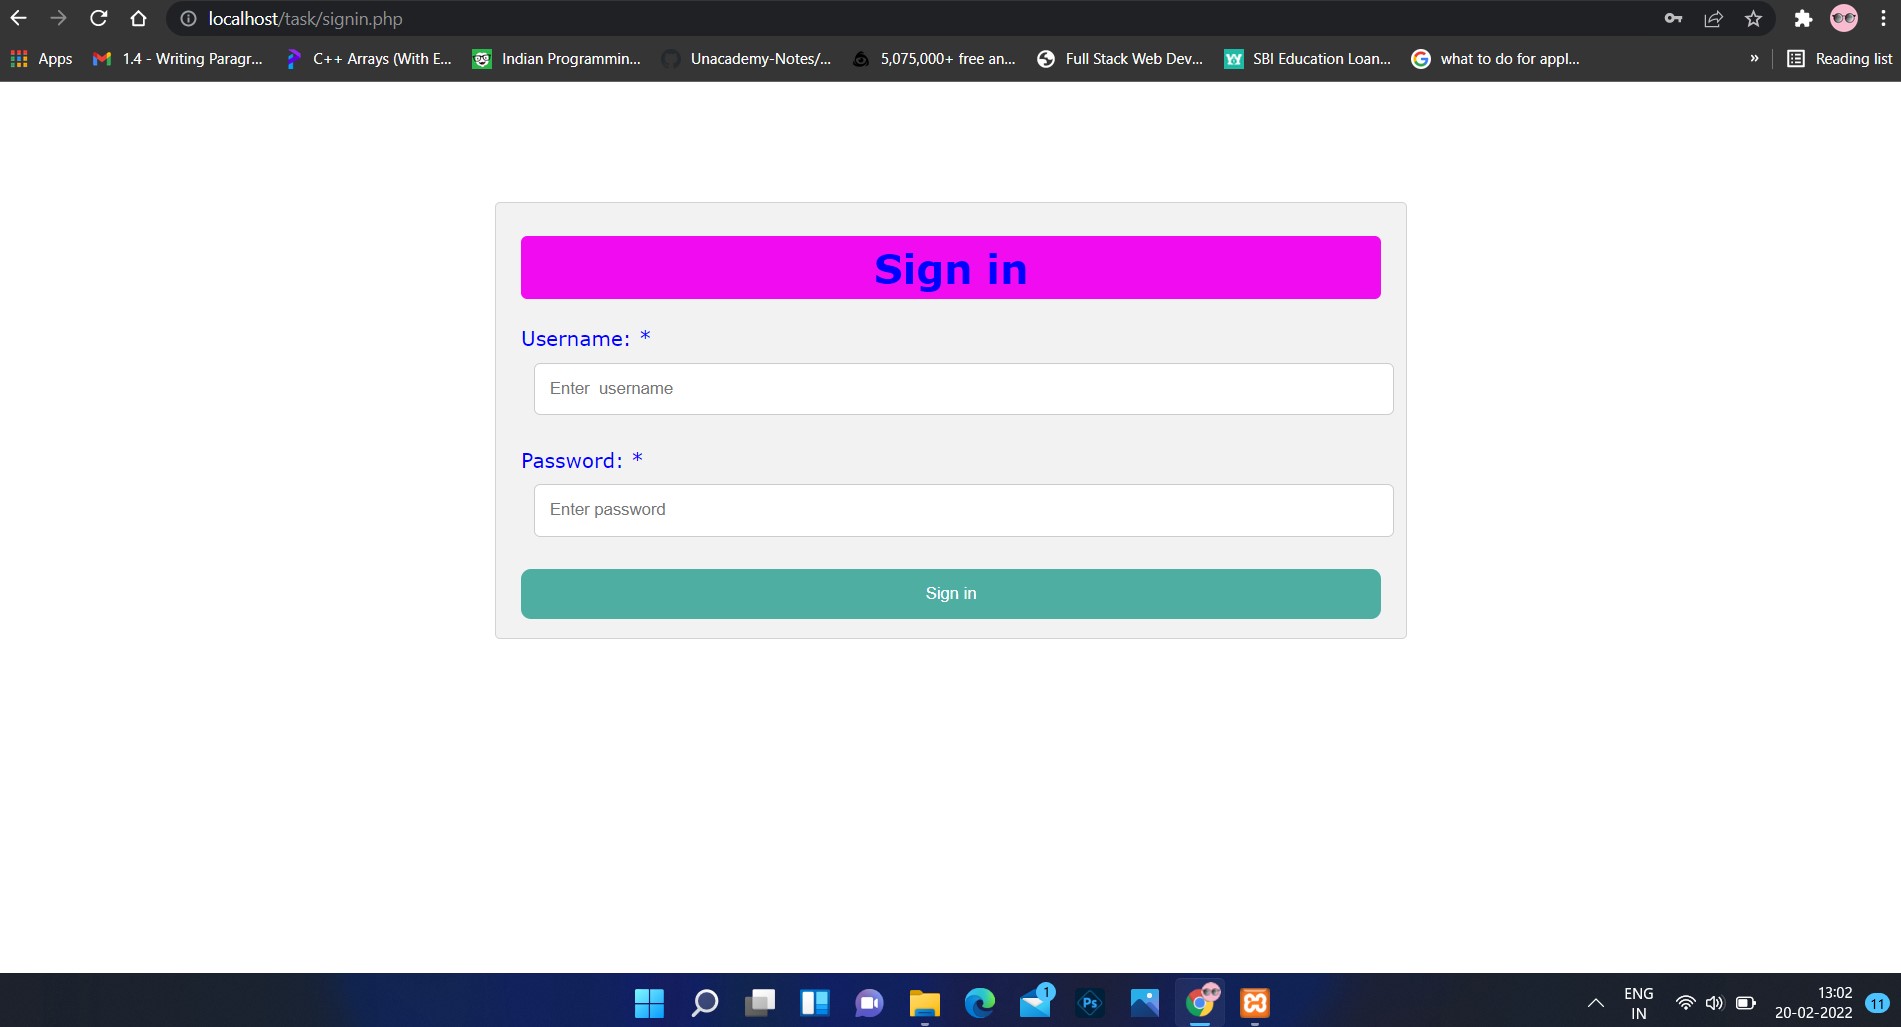 localhost/task/signin.php
Apps 1.4 - Writing Paragr... C++ Arrays (With E... Indian Programmin... Unacademy-Notes/... 5,075,000+ free an... Full Stack Web Dev... SBI Education Loan... what to do for appl... » Reading list
Sign in
Username: *
Enter  username
Password: *
Enter password
Sign in
1
Ps
ENG
IN
13:02
20-02-2022
11